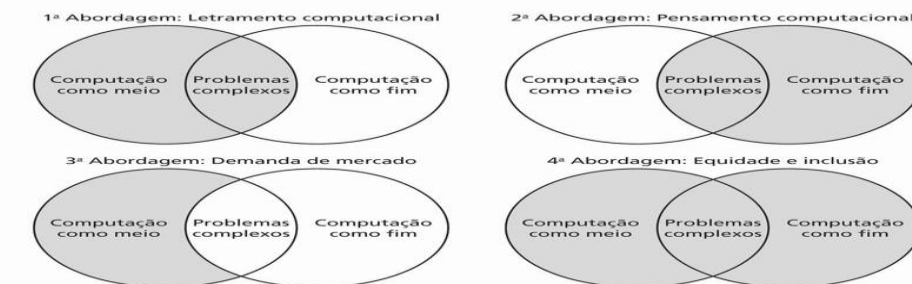 1ª Abordagem: Letramento computacional
Computação como meio
Problemas complexos
Computação como fim
2ª Abordagem: Pensamento computacional
Computação como meio
Problemas complexos
Computação como fim
3ª Abordagem: Demanda de mercado
Computação como meio
Problemas complexos
Computação como fim
4ª Abordagem: Equidade e inclusão
Computação como meio
Problemas complexos
Computação como fim